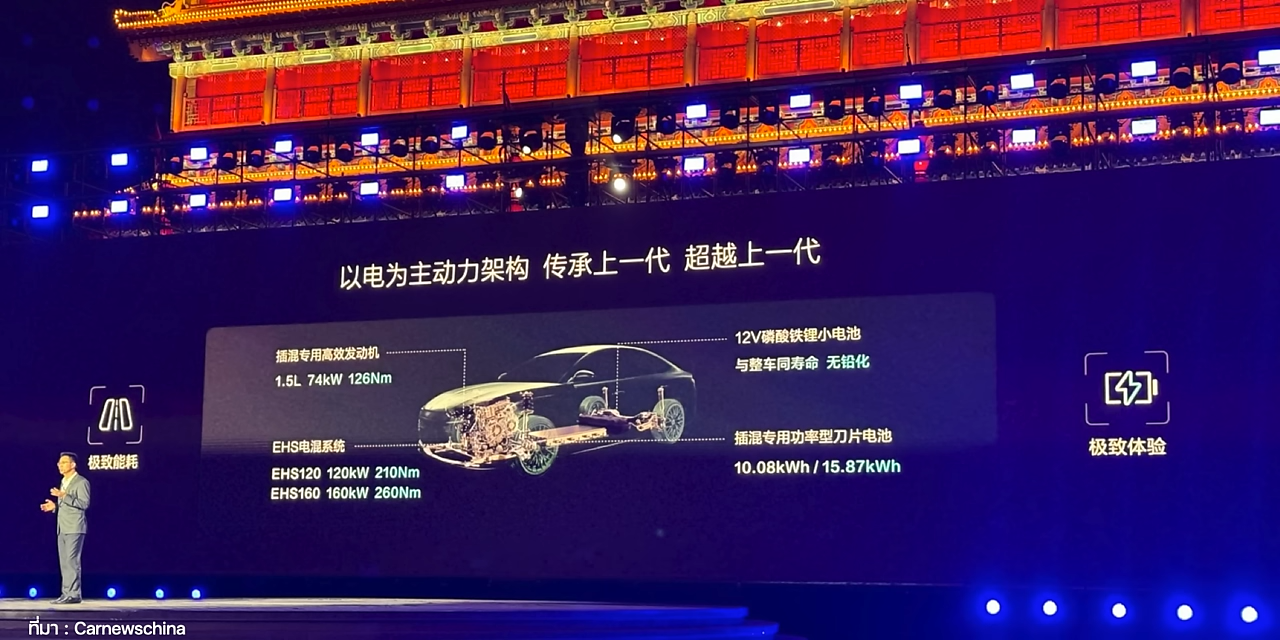 以电为主动力架构 传承上一代 超越上一代
插混专用高效发动机
1.5L 74kW 126Nm
12V磷酸铁锂小电池
与整车同寿命 无铅化
EHS电混系统
EHS120 120kW 210Nm
EHS160 160kW 260Nm
插混专用功率型刀片电池
10.08kWh / 15.87kWh
极致能耗
极致体验
ที่มา : Carnewschina